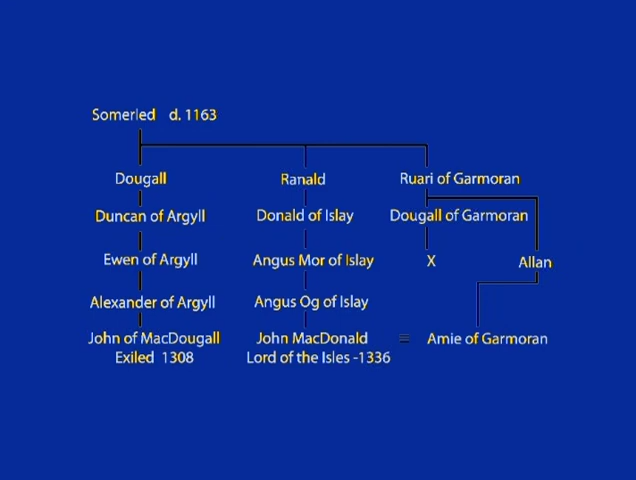 Somerled d. 1163
Dougall Ranald Ruari of Garmoran
Duncan of Argyll Donald of Islay Dougall of Garmoran
Ewen of Argyll Angus Mor of Islay X Allan
Alexander of Argyll Angus Og of Islay
John of MacDougall John MacDonald = Amie of Garmoran
Exiled 1308 Lord of the Isles -1336